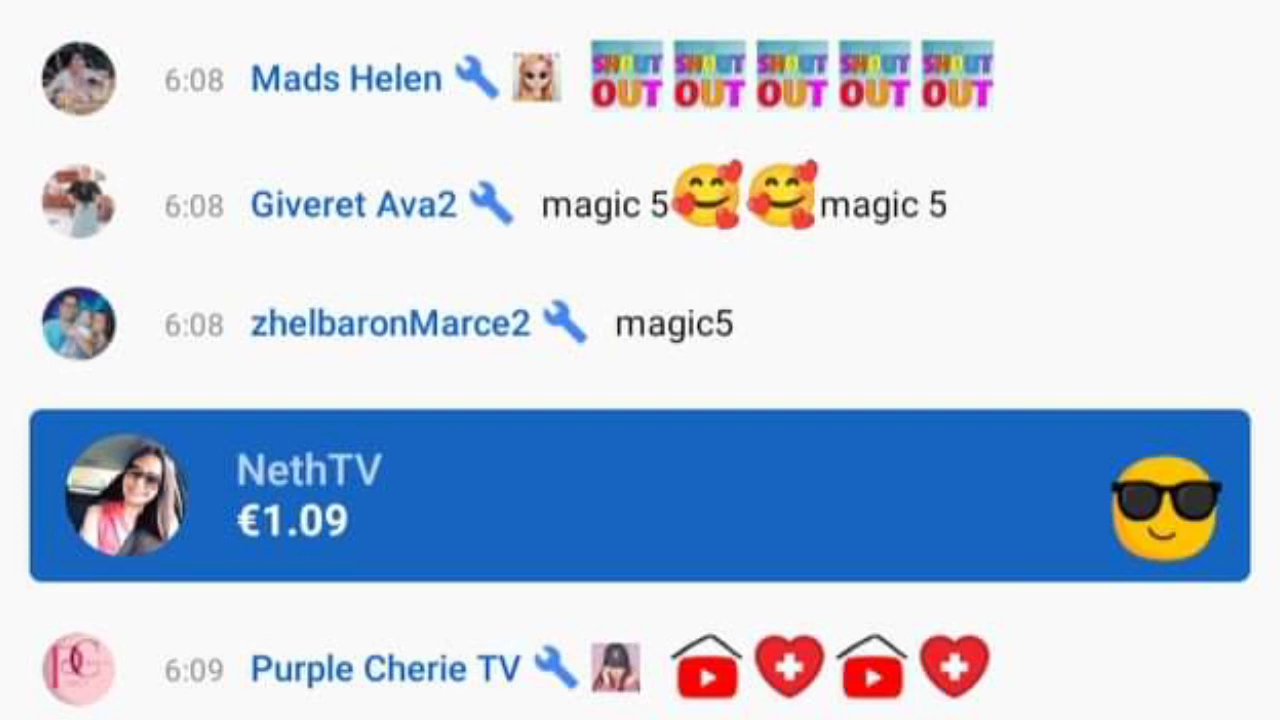 6:08 Mads Helen SHOUT OUT SHOUT OUT SHOUT OUT SHOUT OUT SHOUT OUT
6:08 Giveret Ava2 magic 5🥰🥰magic 5
6:08 zhelbaronMarce2 magic5
NethTV
€1.09
6:09 Purple Cherie TV